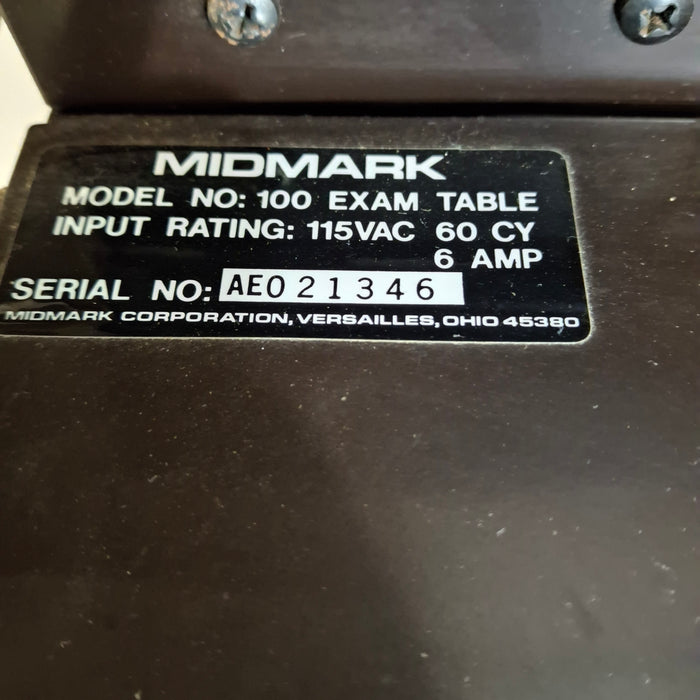 MIDMARK
MODEL NO: 100 EXAM TABLE
INPUT RATING: 115VAC 60 CY
6 AMP
SERIAL NO: AE021346
MIDMARK CORPORATION, VERSAILLES, OHIO 45380